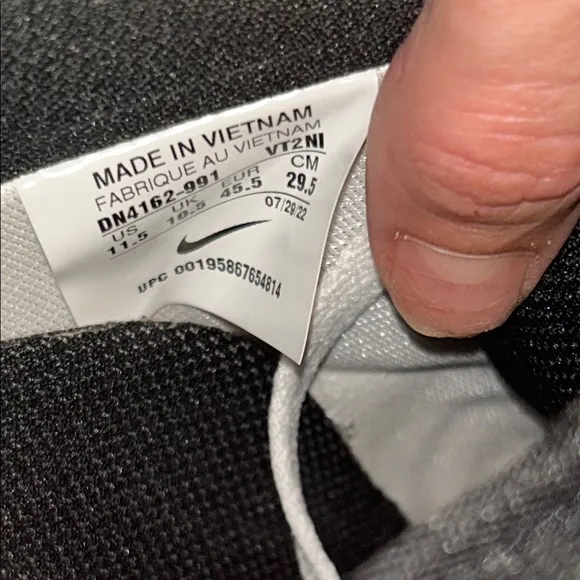 MADE IN VIETNAM
FABRIQUE AU VIETNAM
DN4162-991 VT2NI
US UK EUR CM
11.5 10.5 45.5 29.5
07/29/22
UPC 00195867654814